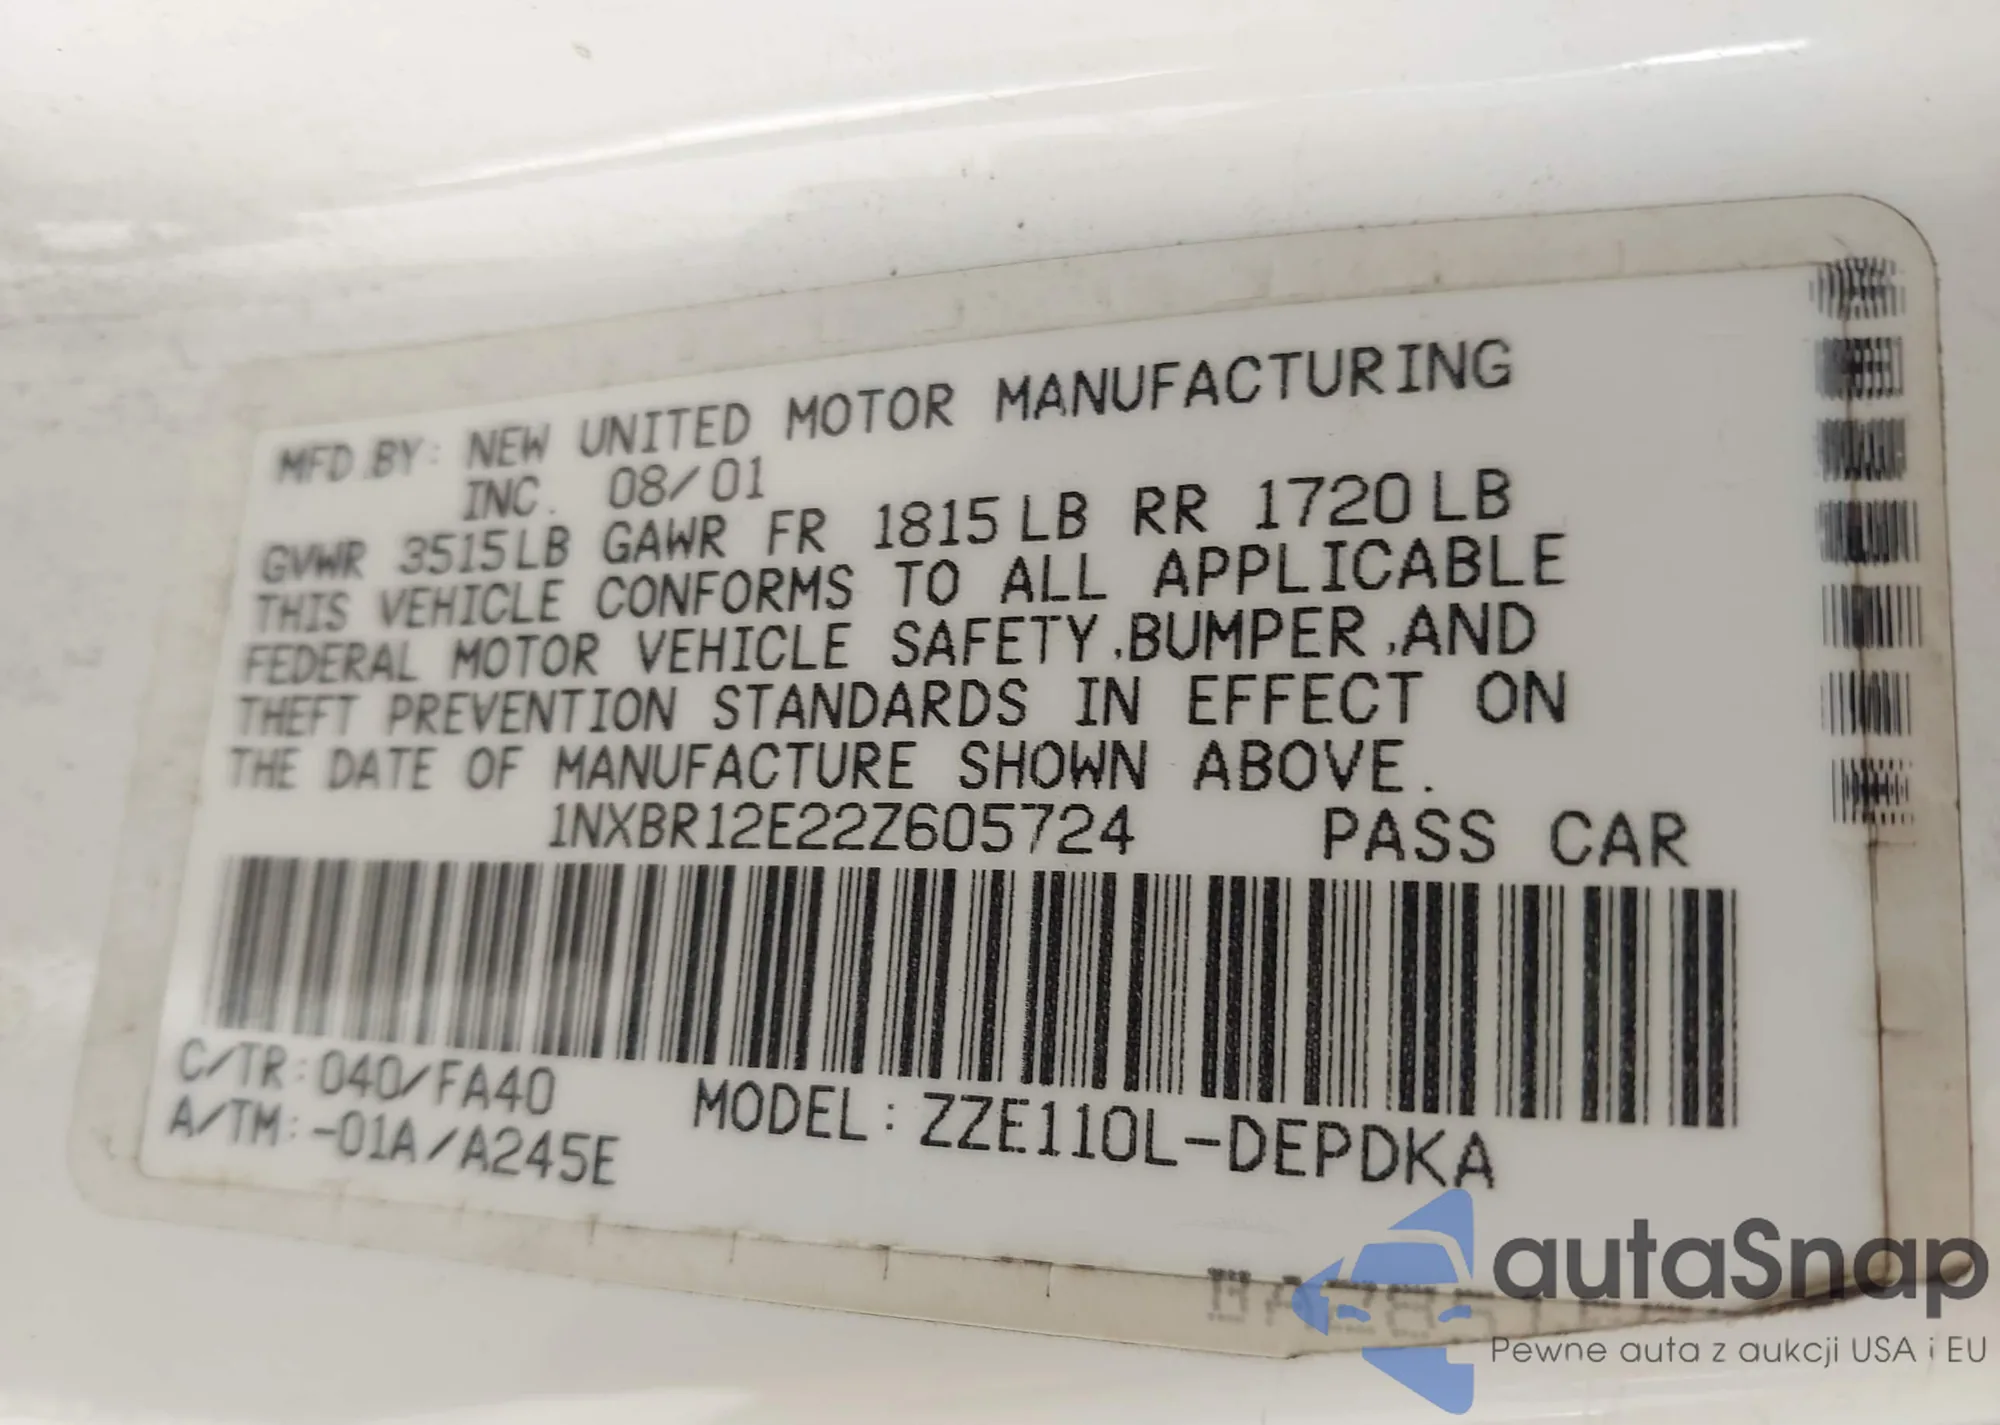 MFD.BY: NEW UNITED MOTOR MANUFACTURING
INC. 08/01
GVWR 3515LB GAWR FR 1815LB RR 1720LB
THIS VEHICLE CONFORMS TO ALL APPLICABLE
FEDERAL MOTOR VEHICLE SAFETY,BUMPER,AND
THEFT PREVENTION STANDARDS IN EFFECT ON
THE DATE OF MANUFACTURE SHOWN ABOVE.
1NXBR12E22Z605724 PASS CAR
C/TR:040/FA40
A/TM:-01A/A245E
MODEL:ZZE110L-DEPDKA
autaSnap
Pewne auta z aukcji USA i EU